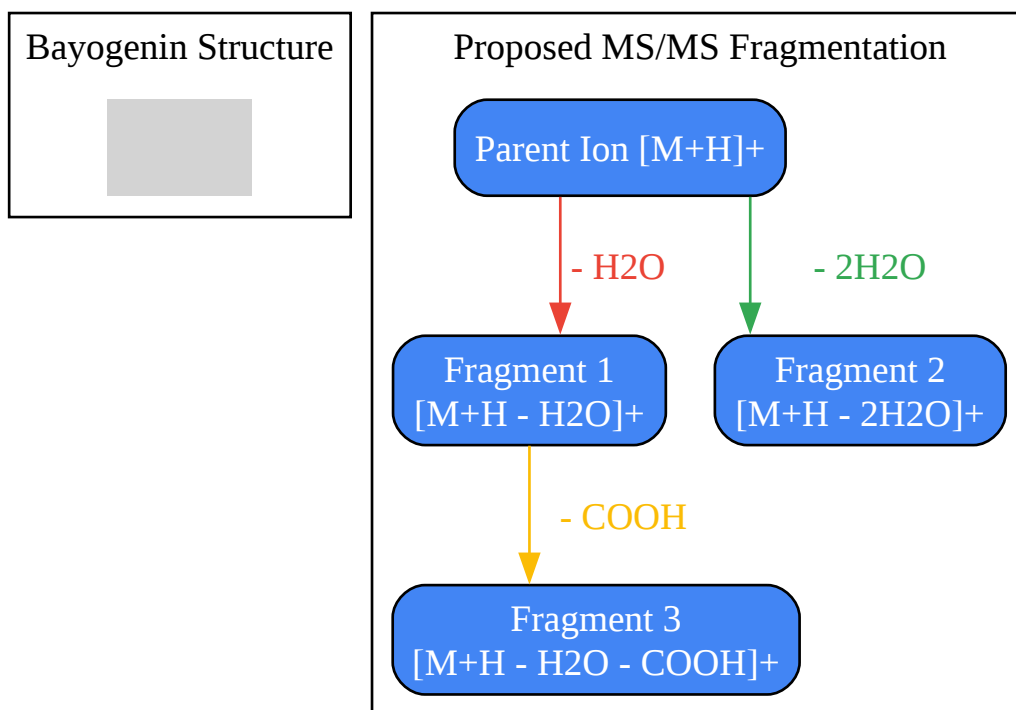 Bayogenin Structure
Proposed MS/MS Fragmentation
Parent Ion [M+H]+
- H2O
- 2H2O
Fragment 1
[M+H - H2O]+
Fragment 2
[M+H - 2H2O]+
- COOH
Fragment 3
[M+H - H2O - COOH]+